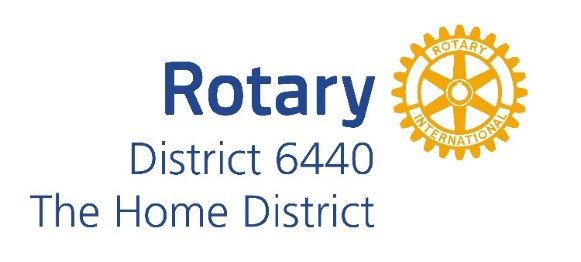 Rotary
District 6440
The Home District
ROTARY
INTERNATIONAL